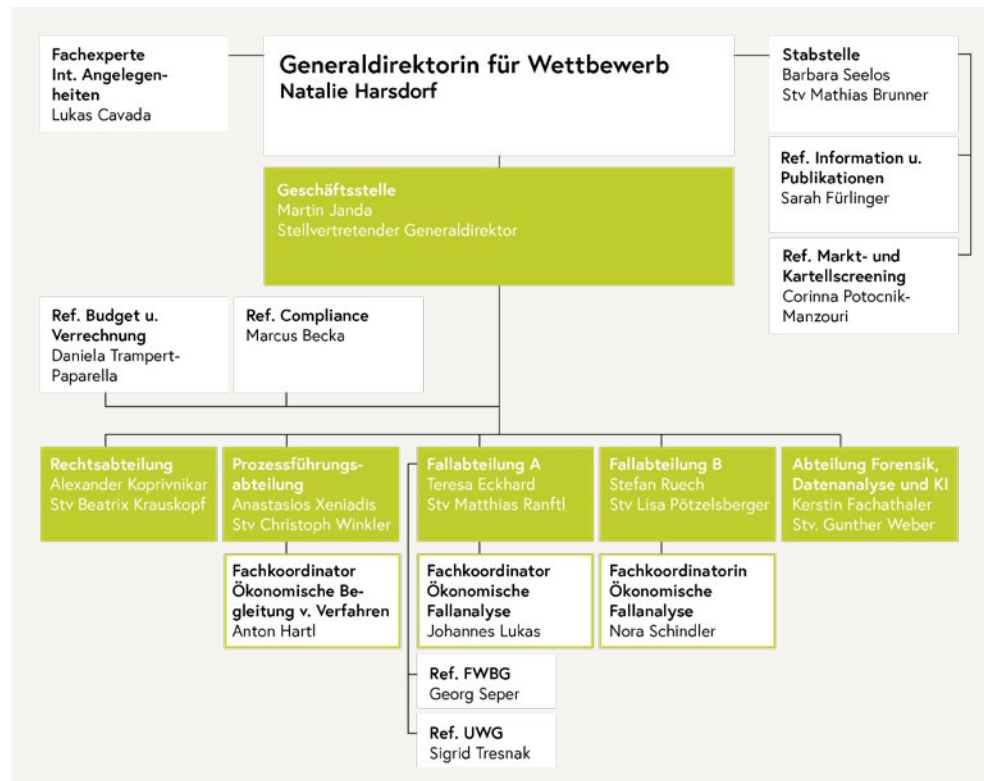 Fachexperte
Int. Angelegen-
heiten
Lukas Cavada
Generaldirektorin für Wettbewerb
Natalie Harsdorf
Stabstelle
Barbara Seelos
Stv Mathias Brunner
Ref. Information u.
Publikationen
Sarah Fürlinger
Ref. Markt- und
Kartellscreening
Corinna Potocnik-
Manzouri
Geschäftsstelle
Martin Janda
Stellvertretender Generaldirektor
Ref. Budget u.
Verrechnung
Daniela Trampert-
Paparella
Ref. Compliance
Marcus Becka
Rechtsabteilung
Alexander Koprivnikar
Stv Beatrix Krauskopf
Prozessführungs-
abteilung
Anastasios Xeniadis
Stv Christoph Winkler
Fallabteilung A
Teresa Eckhard
Stv Matthias Ranftl
Fallabteilung B
Stefan Ruech
Stv Lisa Pötzelsberger
Abteilung Forensik,
Datenanalyse und KI
Kerstin Fachathaler
Stv. Gunther Weber
Fachkoordinator
Ökonomische Be-
gleitung v. Verfahren
Anton Hartl
Fachkoordinator
Ökonomische
Fallanalyse
Johannes Lukas
Fachkoordinatorin
Ökonomische
Fallanalyse
Nora Schindler
Ref. FWBG
Georg Seper
Ref. UWG
Sigrid Tresnak